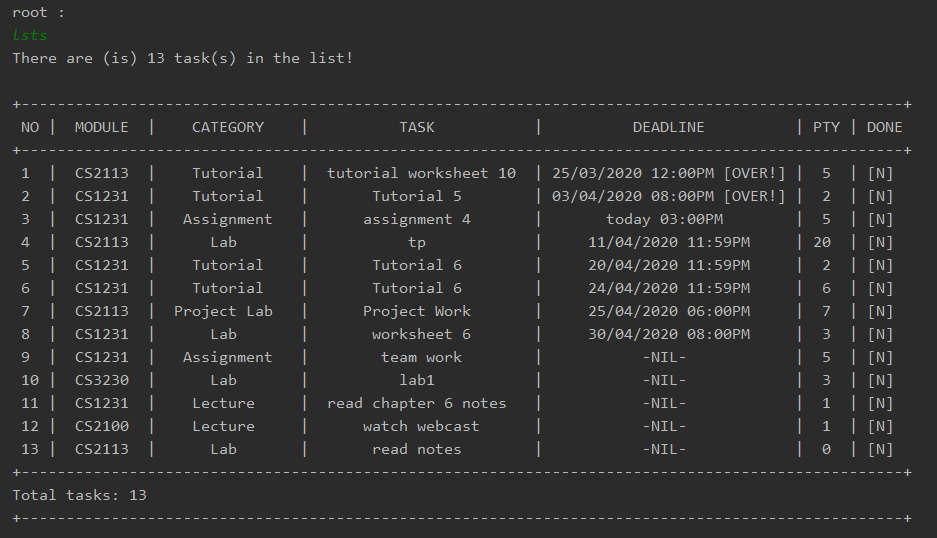 root :
lsts
There are (is) 13 task(s) in the list!
+--------------------------------------------------------------------------------------------------+
NO | MODULE | CATEGORY | TASK | DEADLINE | PTY | DONE
+--------------------------------------------------------------------------------------------------+
1 | CS2113 | Tutorial | tutorial worksheet 10 | 25/03/2020 12:00PM [OVER!] | 5 | [N]
2 | CS1231 | Tutorial | Tutorial 5 | 03/04/2020 08:00PM [OVER!] | 2 | [N]
3 | CS1231 | Assignment | assignment 4 | today 03:00PM | 5 | [N]
4 | CS2113 | Lab | tp | 11/04/2020 11:59PM | 20 | [N]
5 | CS1231 | Tutorial | Tutorial 6 | 20/04/2020 11:59PM | 2 | [N]
6 | CS1231 | Tutorial | Tutorial 6 | 24/04/2020 11:59PM | 6 | [N]
7 | CS2113 | Project Lab | Project Work | 25/04/2020 06:00PM | 7 | [N]
8 | CS1231 | Lab | worksheet 6 | 30/04/2020 08:00PM | 3 | [N]
9 | CS1231 | Assignment | team work | -NIL- | 5 | [N]
10 | CS3230 | Lab | lab1 | -NIL- | 3 | [N]
11 | CS1231 | Lecture | read chapter 6 notes | -NIL- | 1 | [N]
12 | CS2100 | Lecture | watch webcast | -NIL- | 1 | [N]
13 | CS2113 | Lab | read notes | -NIL- | 0 | [N]
+--------------------------------------------------------------------------------------------------+
Total tasks: 13
+--------------------------------------------------------------------------------------------------+